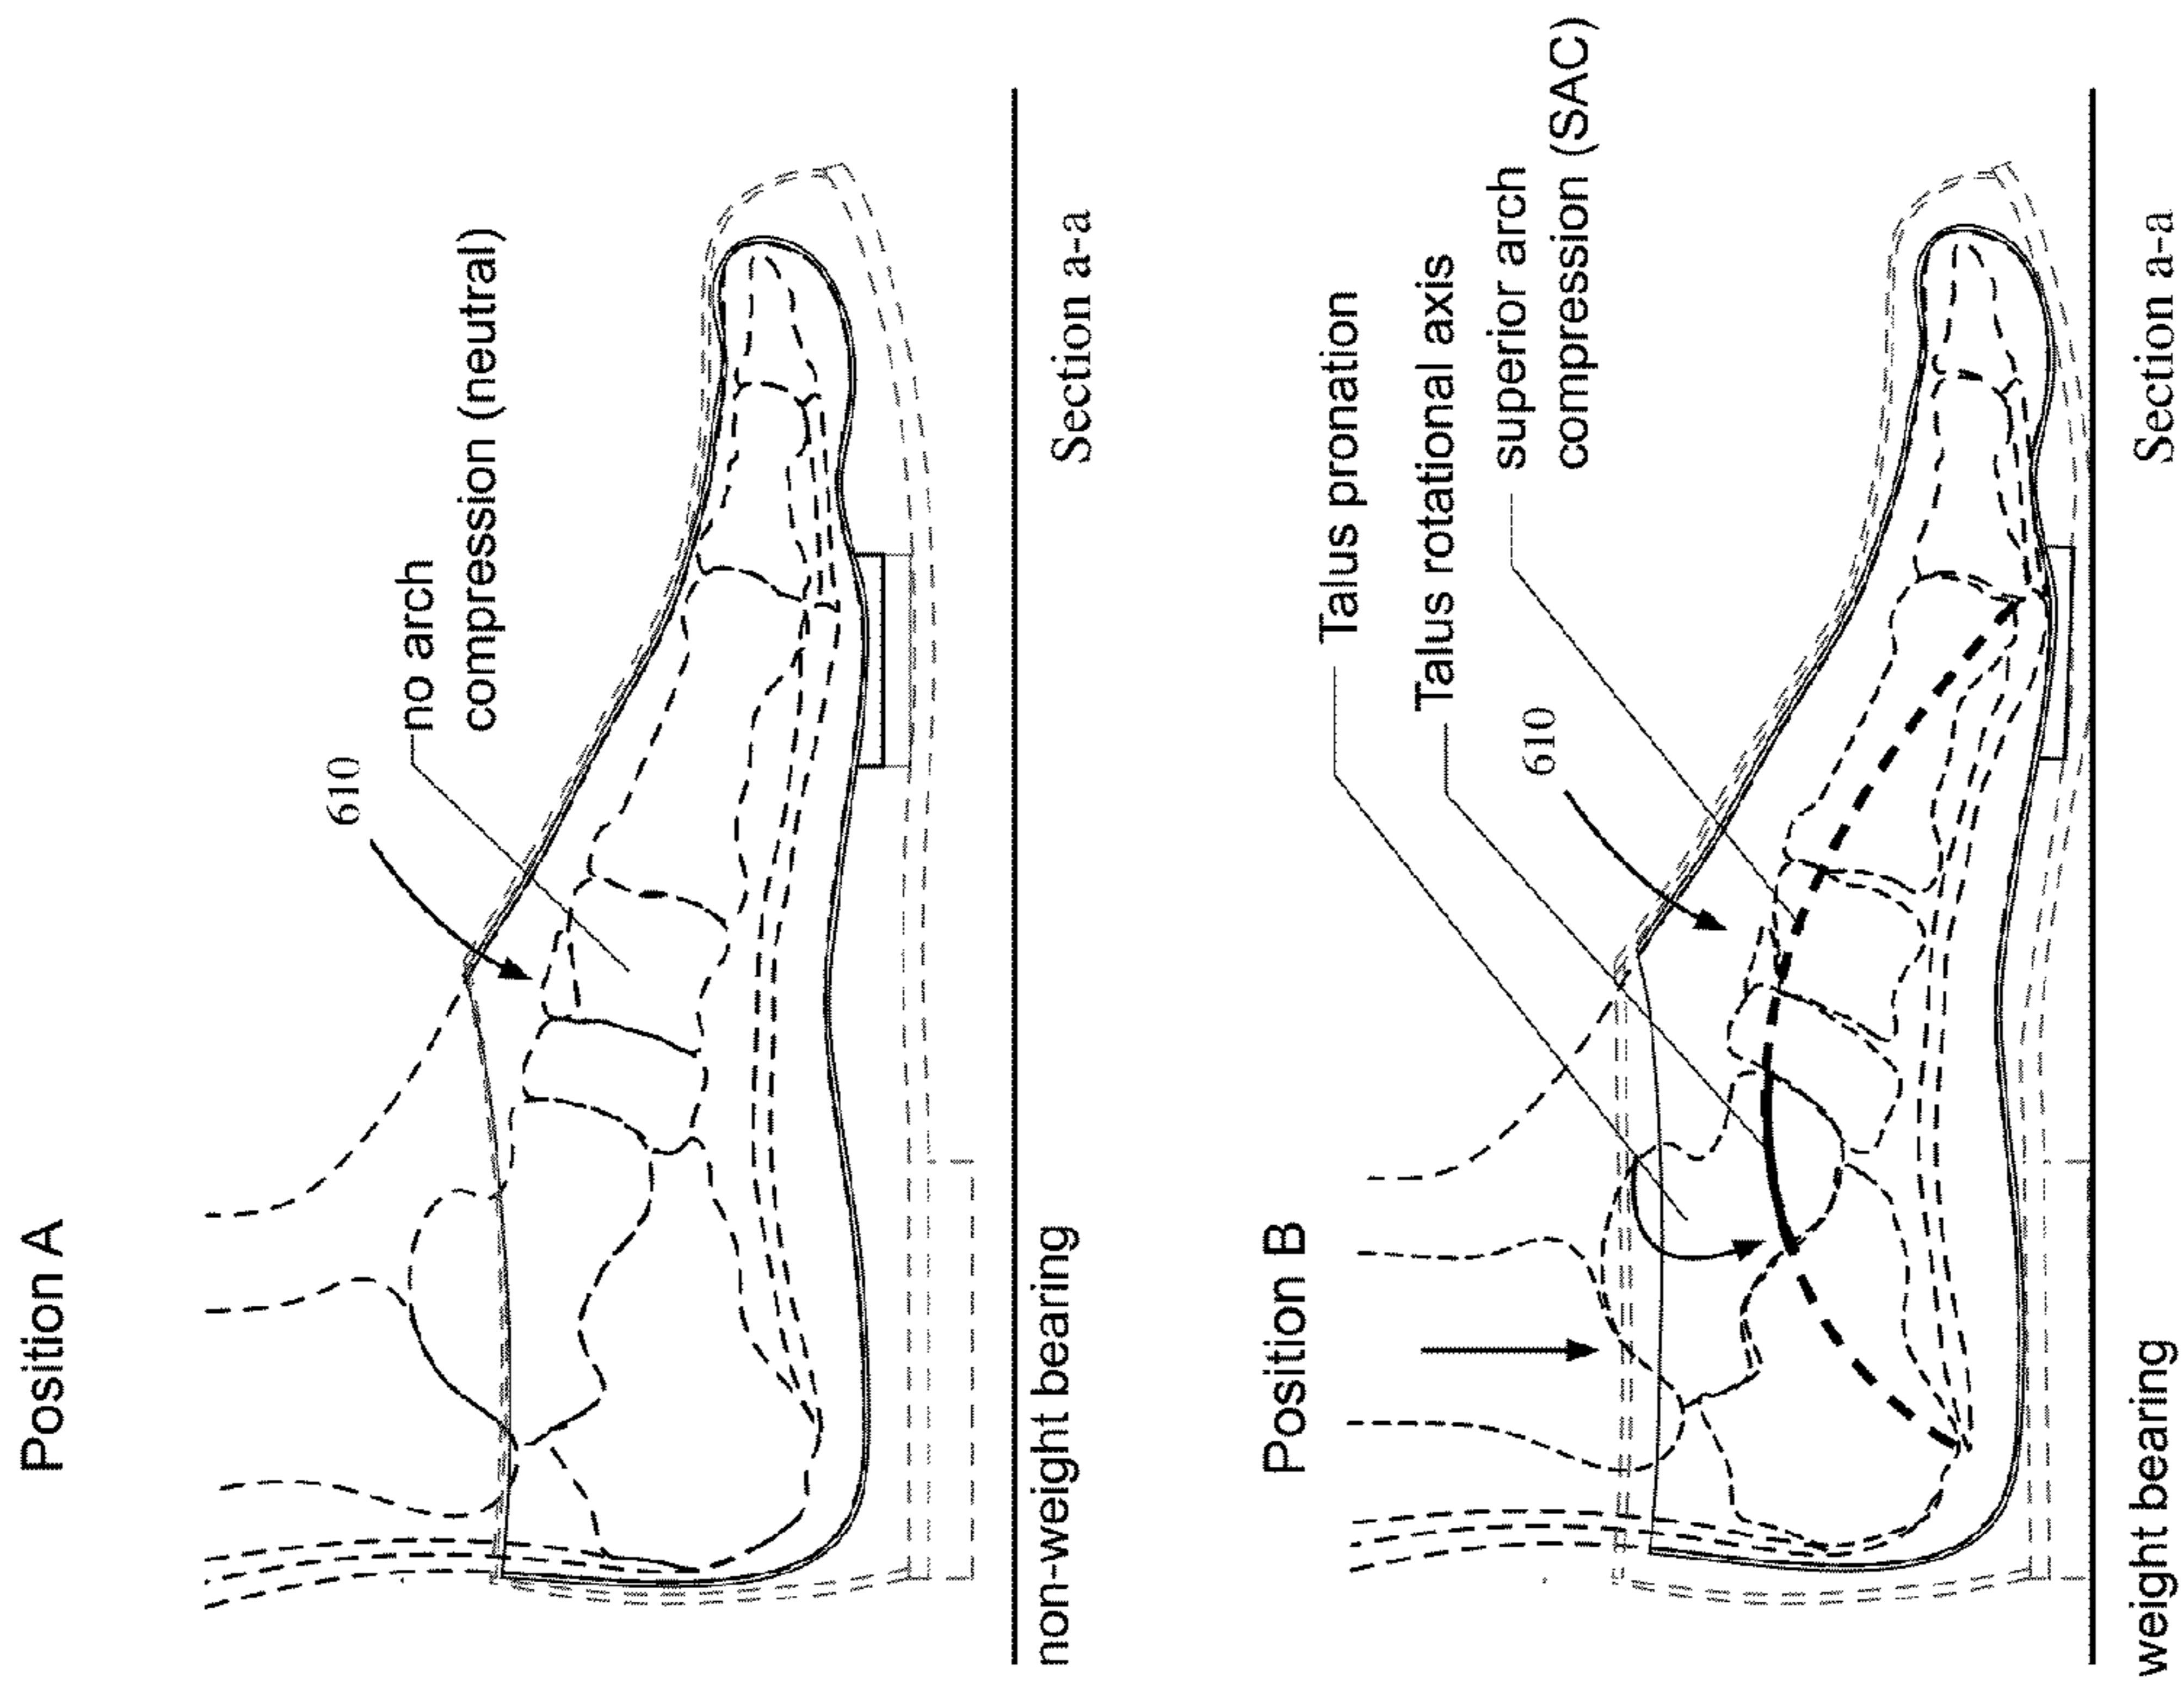 Position A
610
no arch
compression (neutral)
non-weight bearing
Section a-a
Position B
Talus pronation
Talus rotational axis
610
superior arch
compression (SAC)
weight bearing
Section a-a